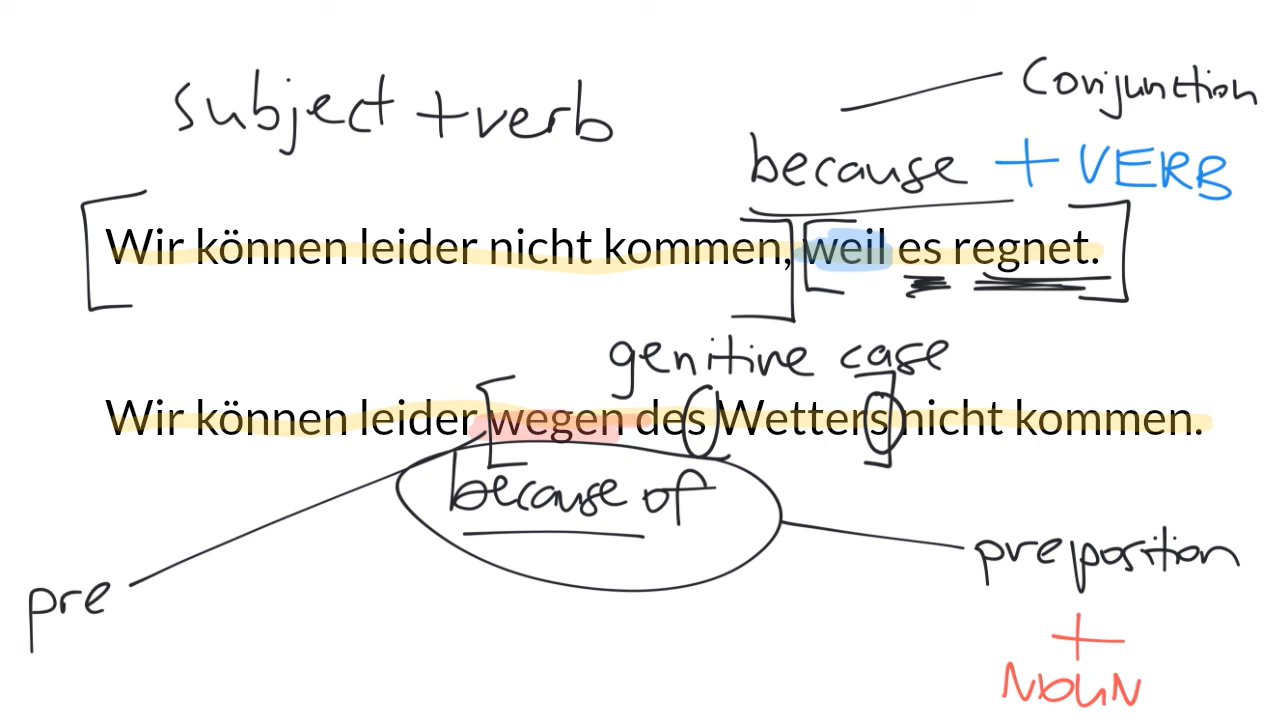 subject + verb
Conjunction
because + VERB
Wir können leider nicht kommen, weil es regnet.
genitive case
Wir können leider wegen des Wetters nicht kommen.
because of
preposition
pre
+
NOUN